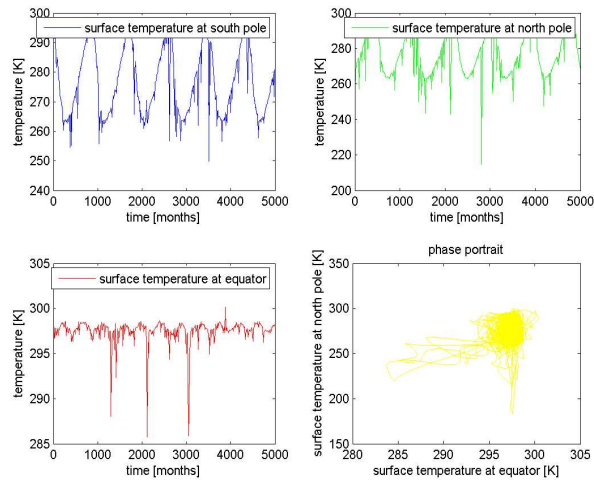 300
surface temperature at south pole
290
280
270
260
250
240
temperature [K]
0 1000 2000 3000 4000 5000
time [months]
300
surface temperature at north pole
280
260
240
220
200
temperature [K]
0 1000 2000 3000 4000 5000
time [months]
305
surface temperature at equator
300
295
290
285
temperature [K]
0 1000 2000 3000 4000 5000
time [months]
phase portrait
350
300
250
200
150
surface temperature at north pole [K]
280 285 290 295 300 305
surface temperature at equator [K]